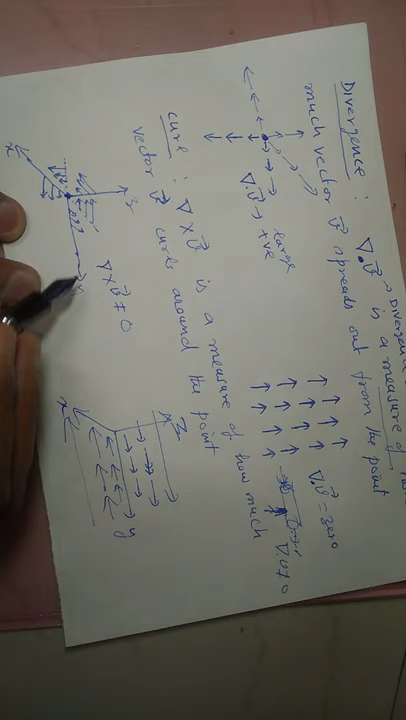 Divergence : ∇.v⃗ is a measure of how
much vector v⃗ spreads out from the point
large
+ve
∇.v⃗ →
∇.v⃗ = zero
∇.v ≠ 0
curl : ∇ × v⃗ is a measure of how much
vector v⃗ curls around the point
z
y
x
∇ × v⃗ ≠ 0
z
y
x